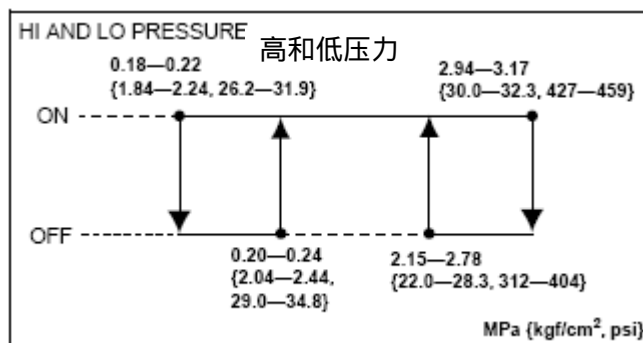 HI AND LO PRESSURE
高和低压力
0.18—0.22
{1.84—2.24, 26.2—31.9}
2.94—3.17
{30.0—32.3, 427—459}
ON
OFF
0.20—0.24
{2.04—2.44,
29.0—34.8}
2.15—2.78
{22.0—28.3, 312—404}
MPa {kgf/cm², psi}